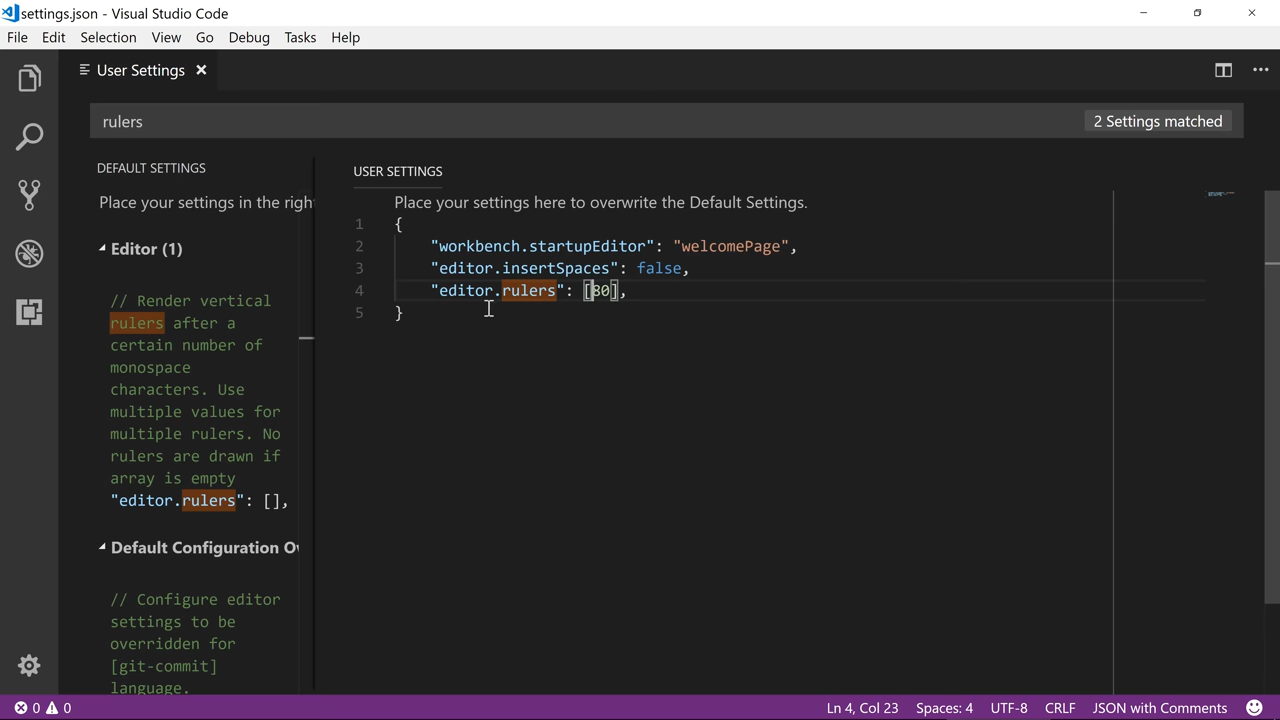 settings.json - Visual Studio Code
File Edit Selection View Go Debug Tasks Help
User Settings
rulers
2 Settings matched
DEFAULT SETTINGS
Place your settings in the righ
Editor (1)
// Render vertical
rulers after a
certain number of
monospace
characters. Use
multiple values for
multiple rulers. No
rulers are drawn if
array is empty
"editor.rulers": [],
Default Configuration Ov
// Configure editor
settings to be
overridden for
[git-commit]
language.
USER SETTINGS
Place your settings here to overwrite the Default Settings.
1 {
2 "workbench.startupEditor": "welcomePage",
3 "editor.insertSpaces": false,
4 "editor.rulers": [80],
5 }
0 0
Ln 4, Col 23 Spaces: 4 UTF-8 CRLF JSON with Comments